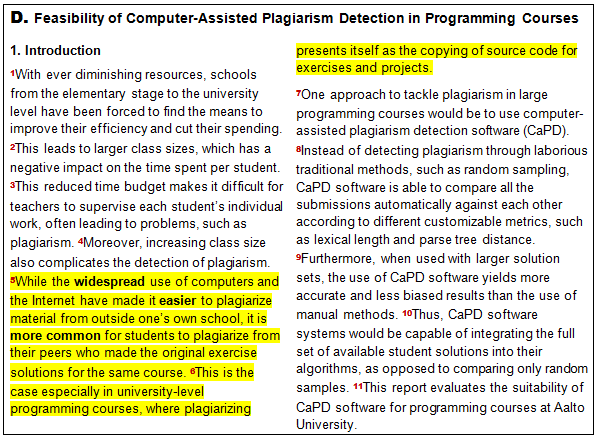 D. Feasibility of Computer-Assisted Plagiarism Detection in Programming Courses
1. Introduction
1With ever diminishing resources, schools
from the elementary stage to the university
level have been forced to find the means to
improve their efficiency and cut their spending.
2This leads to larger class sizes, which has a
negative impact on the time spent per student.
3This reduced time budget makes it difficult for
teachers to supervise each student's individual
work, often leading to problems, such as
plagiarism. 4Moreover, increasing class size
also complicates the detection of plagiarism.
5While the widespread use of computers and
the Internet have made it easier to plagiarize
material from outside one's own school, it is
more common for students to plagiarize from
their peers who made the original exercise
solutions for the same course. 6This is the
case especially in university-level
programming courses, where plagiarizing
presents itself as the copying of source code for
exercises and projects.
7One approach to tackle plagiarism in large
programming courses would be to use computer-
assisted plagiarism detection software (CaPD).
8Instead of detecting plagiarism through laborious
traditional methods, such as random sampling,
CaPD software is able to compare all the
submissions automatically against each other
according to different customizable metrics, such
as lexical length and parse tree distance.
9Furthermore, when used with larger solution
sets, the use of CaPD software yields more
accurate and less biased results than the use of
manual methods. 10Thus, CaPD software
systems would be capable of integrating the full
set of available student solutions into their
algorithms, as opposed to comparing only random
samples. 11This report evaluates the suitability of
CaPD software for programming courses at Aalto
University.